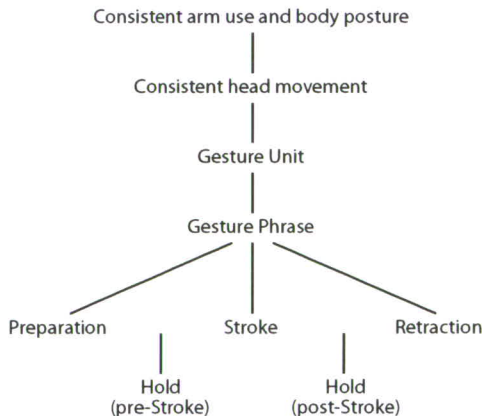 Consistent arm use and body posture
Consistent head movement
Gesture Unit
Gesture Phrase
Preparation Stroke Retraction
Hold Hold
(pre-Stroke) (post-Stroke)